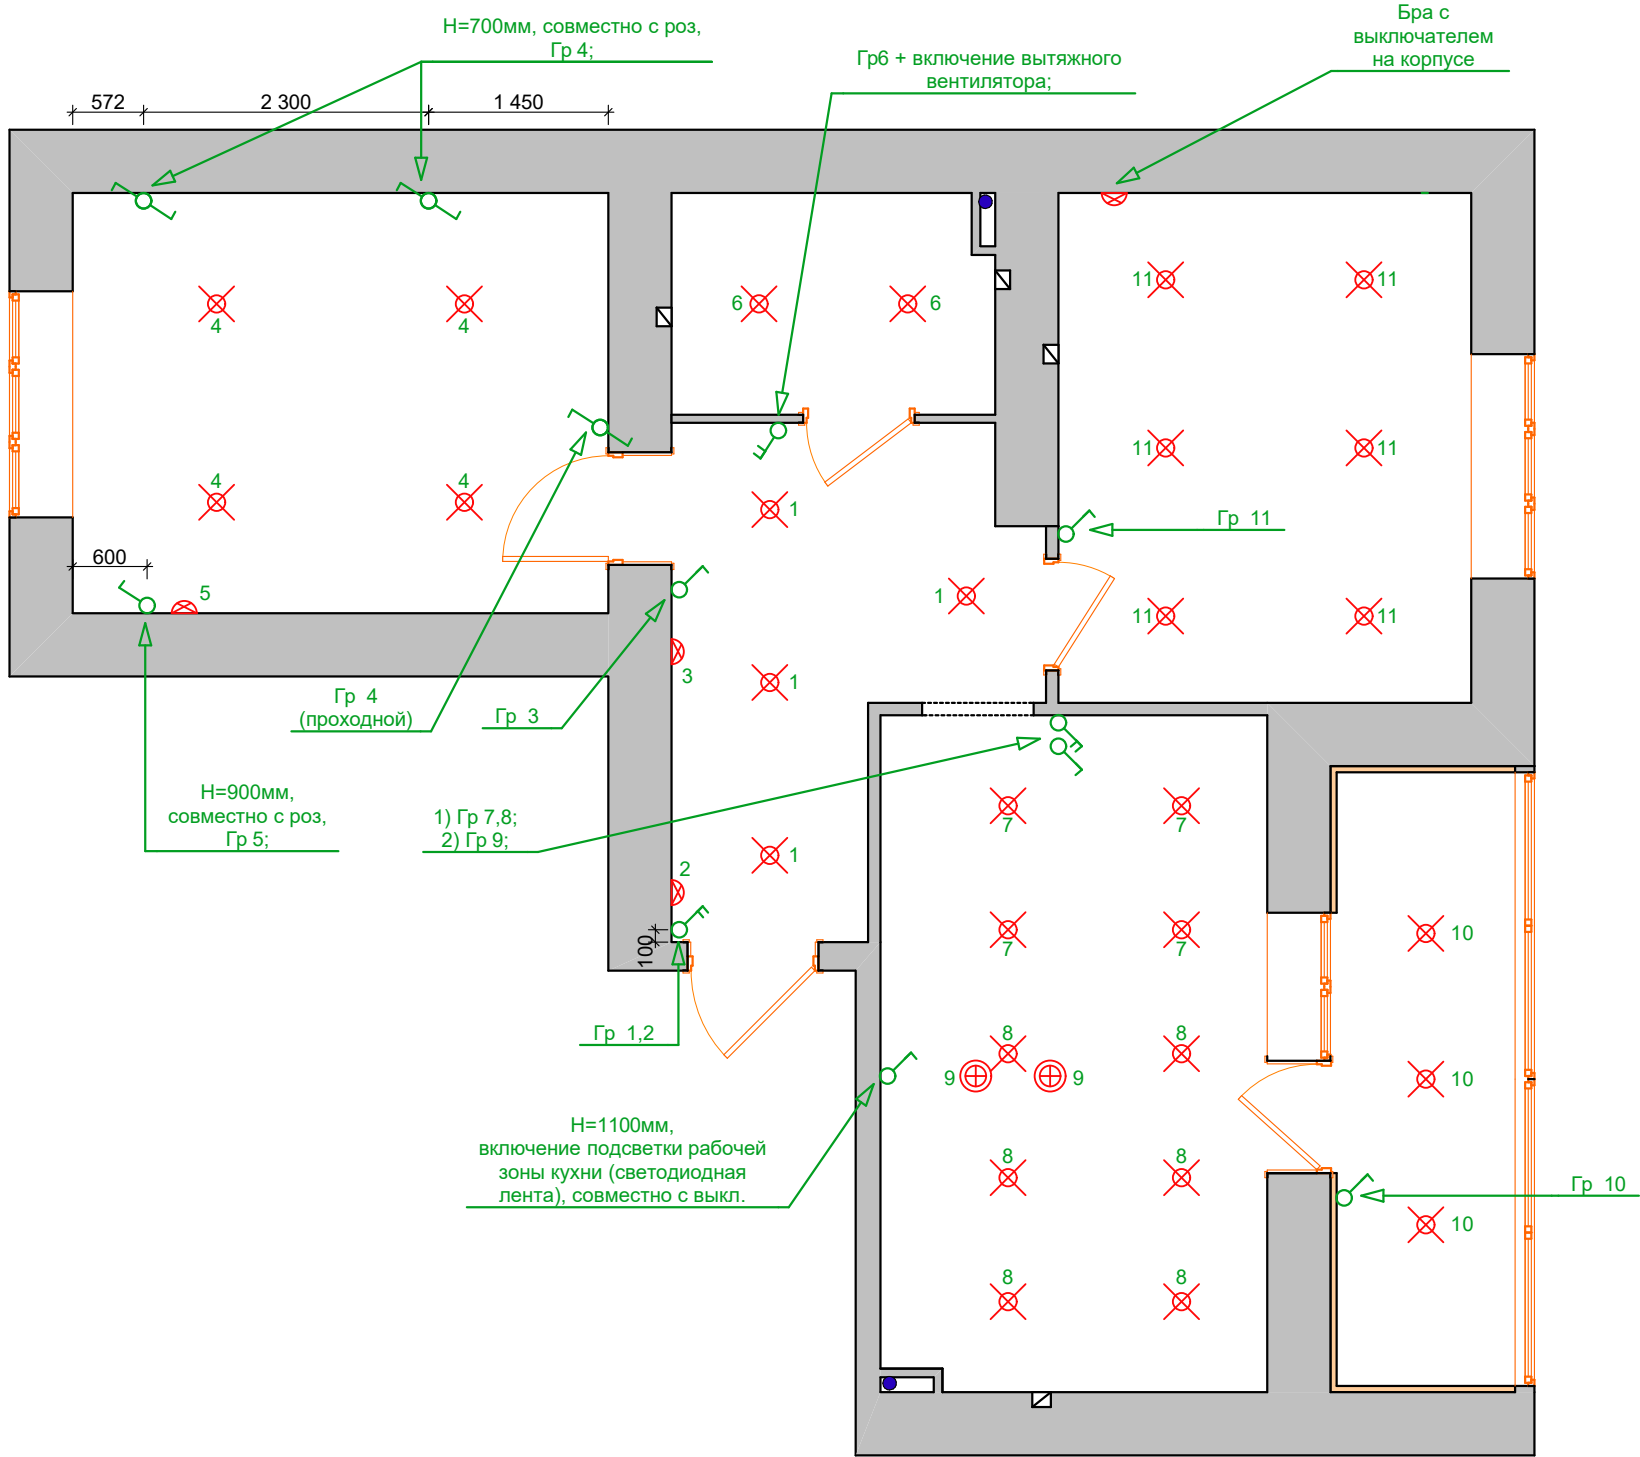 H=700мм, совместно с роз,
Гр 4;
Гр6 + включение вытяжного
вентилятора;
Бра с
выключателем
на корпусе
572
2 300
1 450
4
4
6
6
11
11
4
4
1
11
11
Гр 11
600
5
1
11
11
3
1
Гр 4
(проходной)
Гр 3
H=900мм,
совместно с роз,
Гр 5;
1) Гр 7,8;
2) Гр 9;
7
7
1
2
100
7
7
10
Гр 1,2
8
8
9
9
10
H=1100мм,
включение подсветки рабочей
зоны кухни (светодиодная
лента), совместно с выкл.
8
8
Гр 10
10
8
8